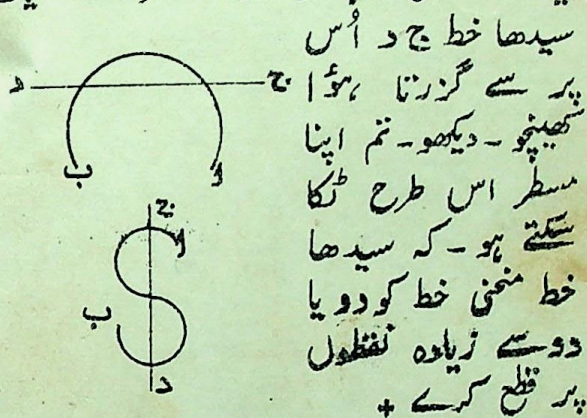 سیدھا خط ج د اُس
پر سے گزرتا ہؤا
کھینچو ۔ دیکھو ۔ تم اپنا
مسطر اس طرح ٹکا
سکتے ہو ۔ کہ سیدھا
خط منحنی خط کو دو یا
دو سے زیادہ نقطوں
پر قطع کرے +
د ج
ب ا
ج
ا
ب
د